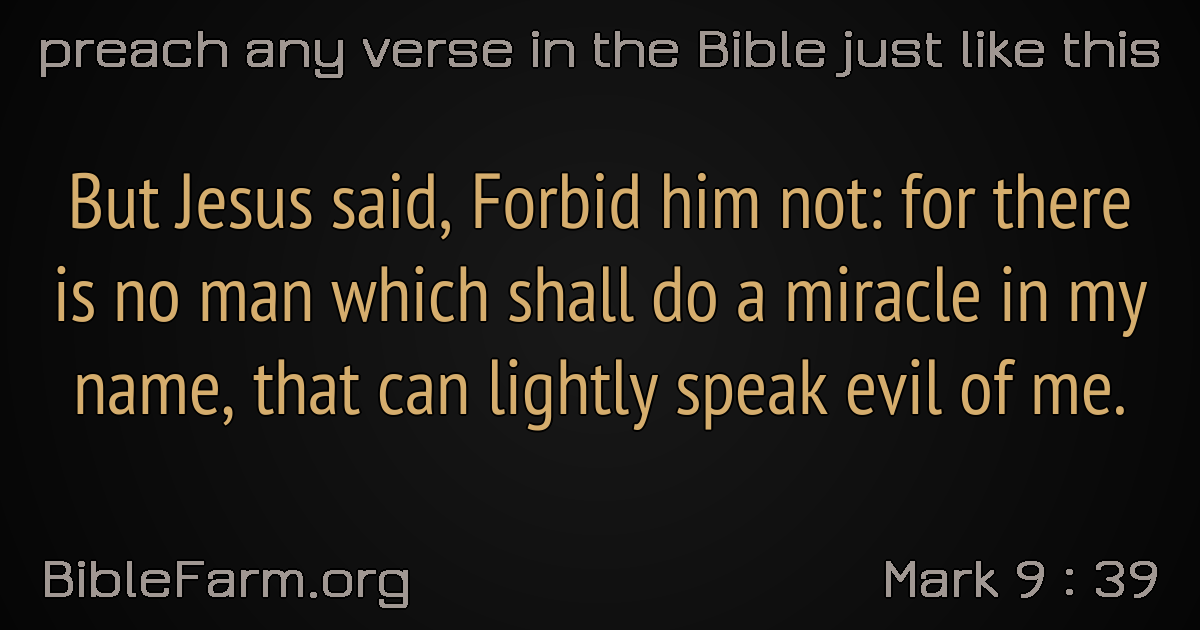 preach any verse in the Bible just like this
But Jesus said, Forbid him not: for there
is no man which shall do a miracle in my
name, that can lightly speak evil of me.
BibleFarm.org
Mark 9 : 39